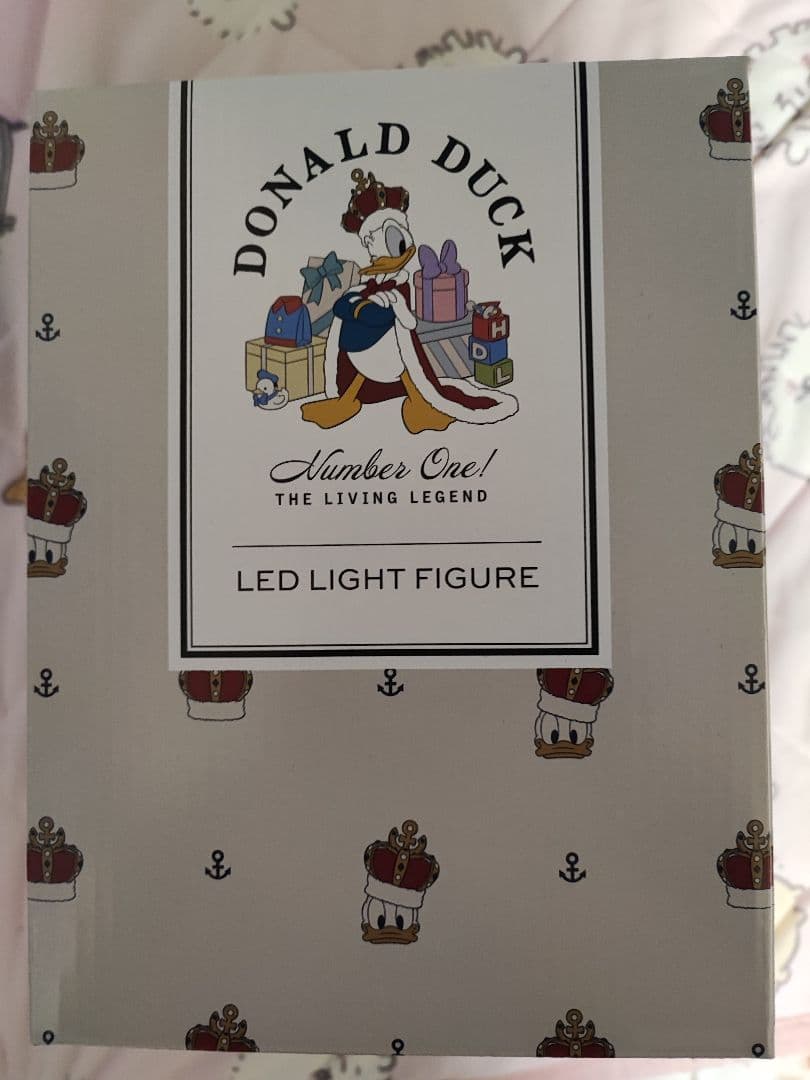 DONALD DUCK
H
D
L
Number One!
THE LIVING LEGEND
LED LIGHT FIGURE